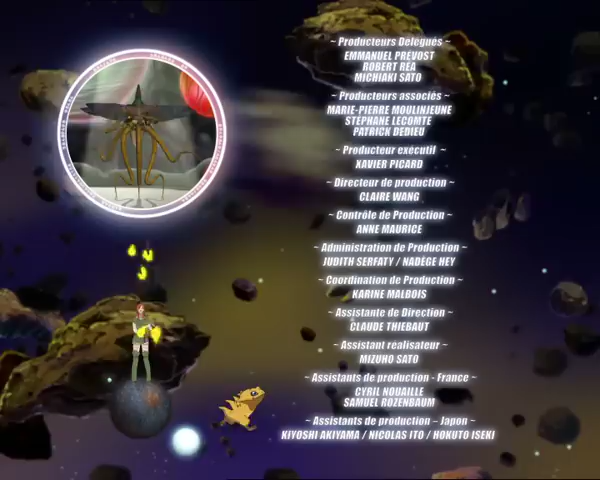 ~ Producteurs Délégués ~
EMMANUEL PRÉVOST
ROBERT REA
MICHIAKI SATO
~ Producteurs associés ~
MARIE-PIERRE MOULINJEUNE
STÉPHANE LECOMTE
PATRICK DEDIEU
~ Producteur exécutif ~
XAVIER PICARD
~ Directeur de production ~
CLAIRE WANG
~ Contrôle de Production ~
ANNE MAURICE
~ Administration de Production ~
JUDITH SERFATY / NADÈGE HEY
~ Coordination de Production ~
KARINE MALBOIS
~ Assistante de Direction ~
CLAUDE THIEBAUT
~ Assistant réalisateur ~
MIZUHO SATO
~ Assistants de production - France ~
CYRIL NOUAILLE
SAMUEL ROZENBAUM
~ Assistants de production - Japon ~
KIYOSHI AKIYAMA / NICOLAS ITO / HOKUTO ISEKI